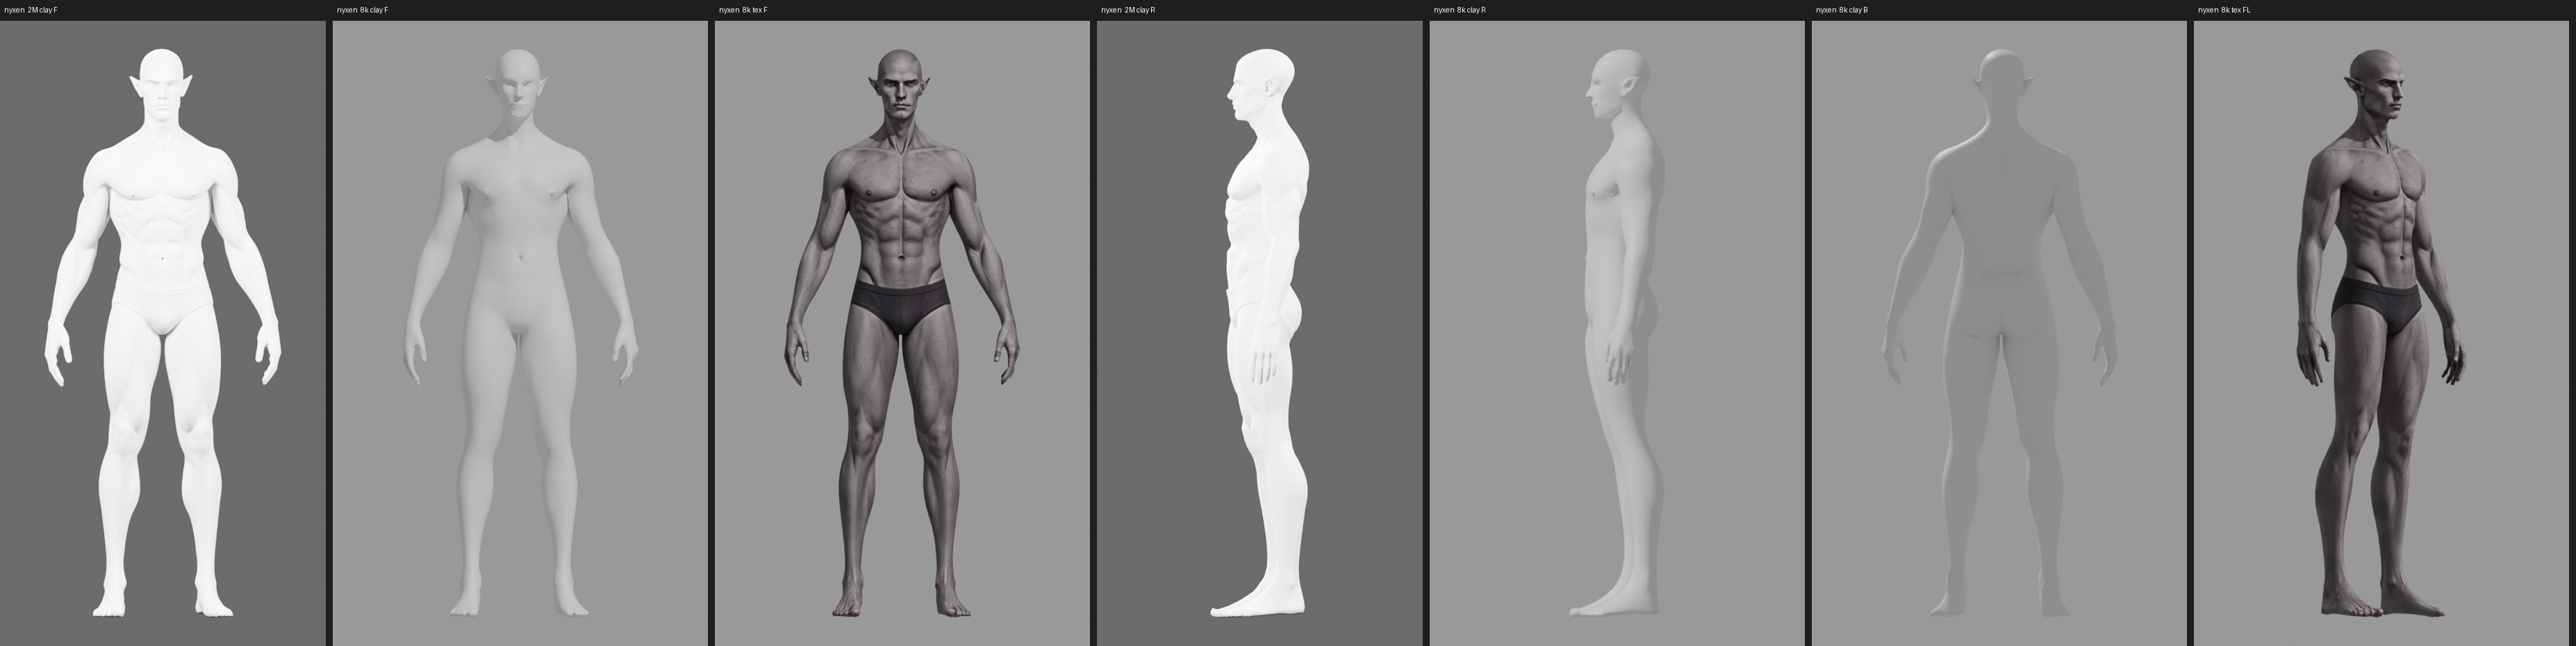 nyxen 2M clay F
nyxen 8k clay F
nyxen 8k tex F
nyxen 2M clay R
nyxen 8k clay R
nyxen 8k clay B
nyxen 8k tex FL